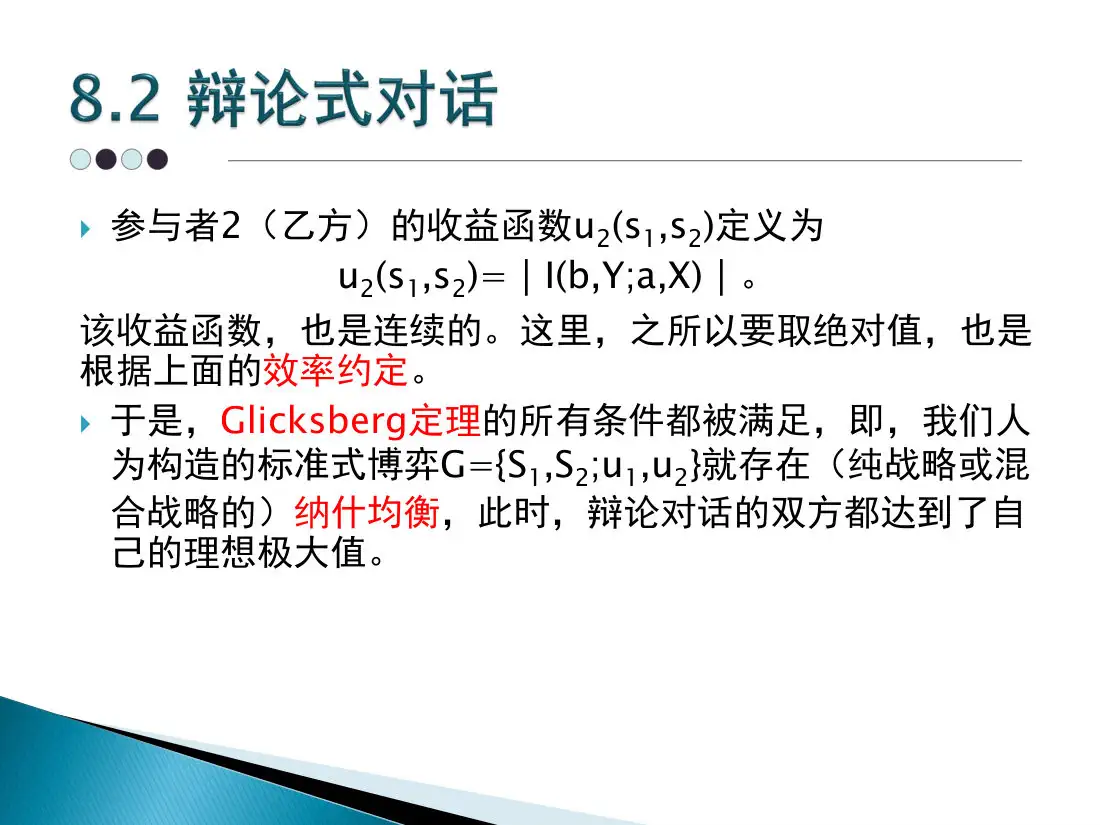 8.2 辩论式对话
参与者2（乙方）的收益函数u2(s1,s2)定义为
u2(s1,s2)=｜I(b,Y;a,X)｜。
该收益函数，也是连续的。这里，之所以要取绝对值，也是
根据上面的效率约定。
于是，Glicksberg定理的所有条件都被满足，即，我们人
为构造的标准式博弈G={S1,S2;u1,u2}就存在（纯战略或混
合战略的）纳什均衡，此时，辩论对话的双方都达到了自
己的理想极大值。